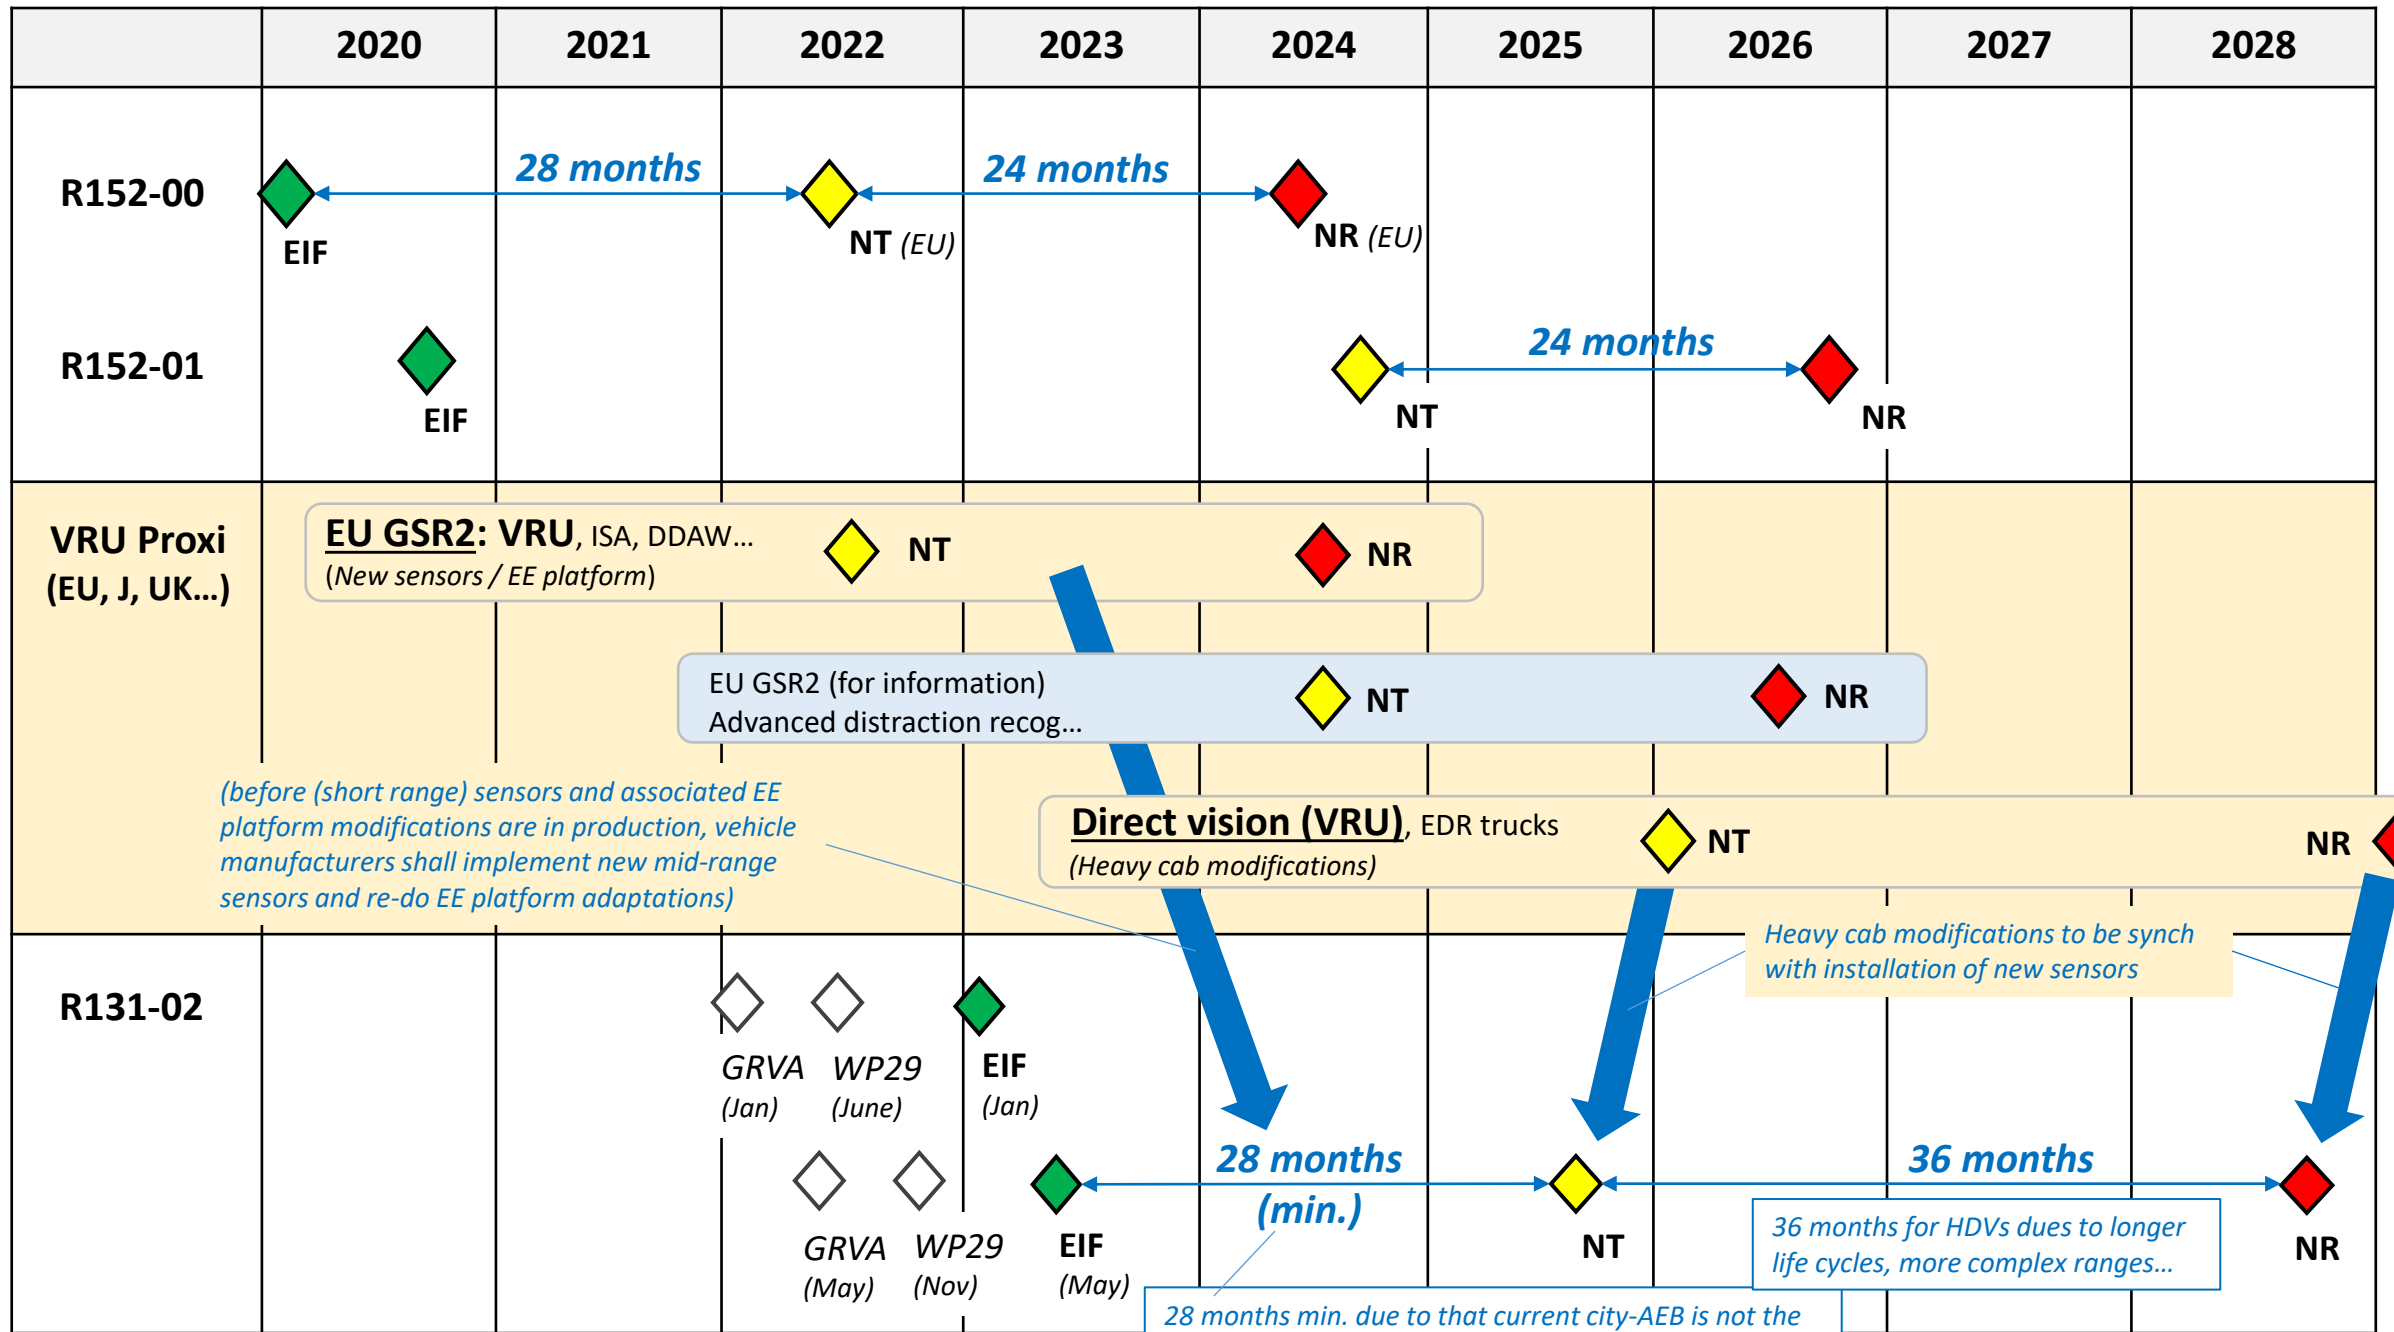 2020 2021 2022 2023 2024 2025 2026 2027 2028
28 months 24 months
R152-00
EIF NT (EU) NR (EU)
24 months
R152-01
EIF NT NR
VRU Proxi
(EU, J, UK...)
EU GSR2: VRU, ISA, DDAW...
(New sensors / EE platform)
NT NR
EU GSR2 (for information)
Advanced distraction recog...
NT NR
(before (short range) sensors and associated EE
platform modifications are in production, vehicle
manufacturers shall implement new mid-range
sensors and re-do EE platform adaptations)
Direct vision (VRU), EDR trucks
(Heavy cab modifications)
NT NR
Heavy cab modifications to be synch
with installation of new sensors
R131-02
GRVA WP29 EIF
(Jan) (June) (Jan)
28 months
(min.)
36 months
GRVA WP29 EIF NT NR
(May) (Nov) (May)
36 months for HDVs dues to longer
life cycles, more complex ranges...
28 months min. due to that current city-AEB is not the